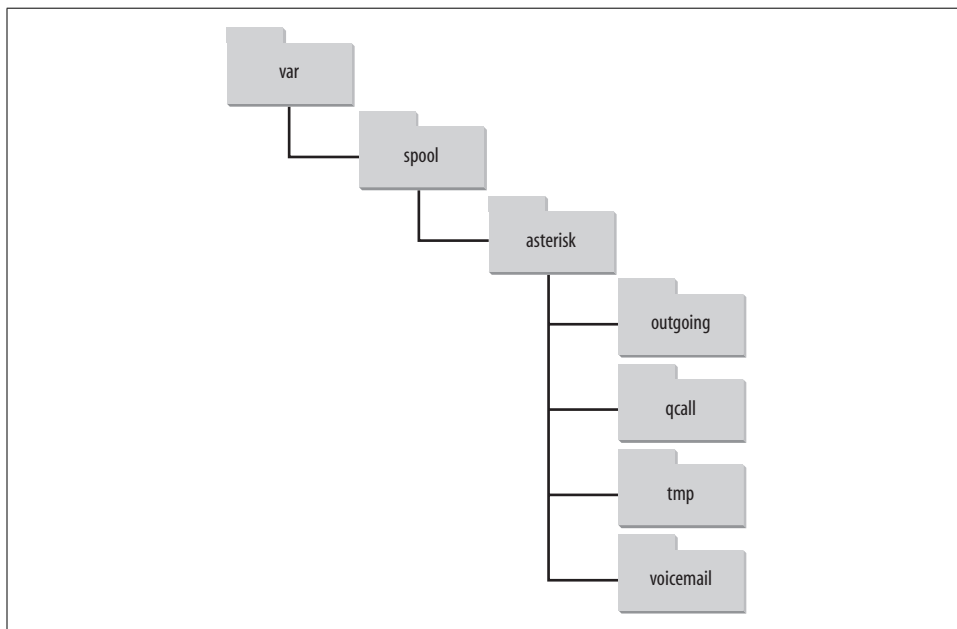 var
spool
asterisk
outgoing
qcall
tmp
voicemail